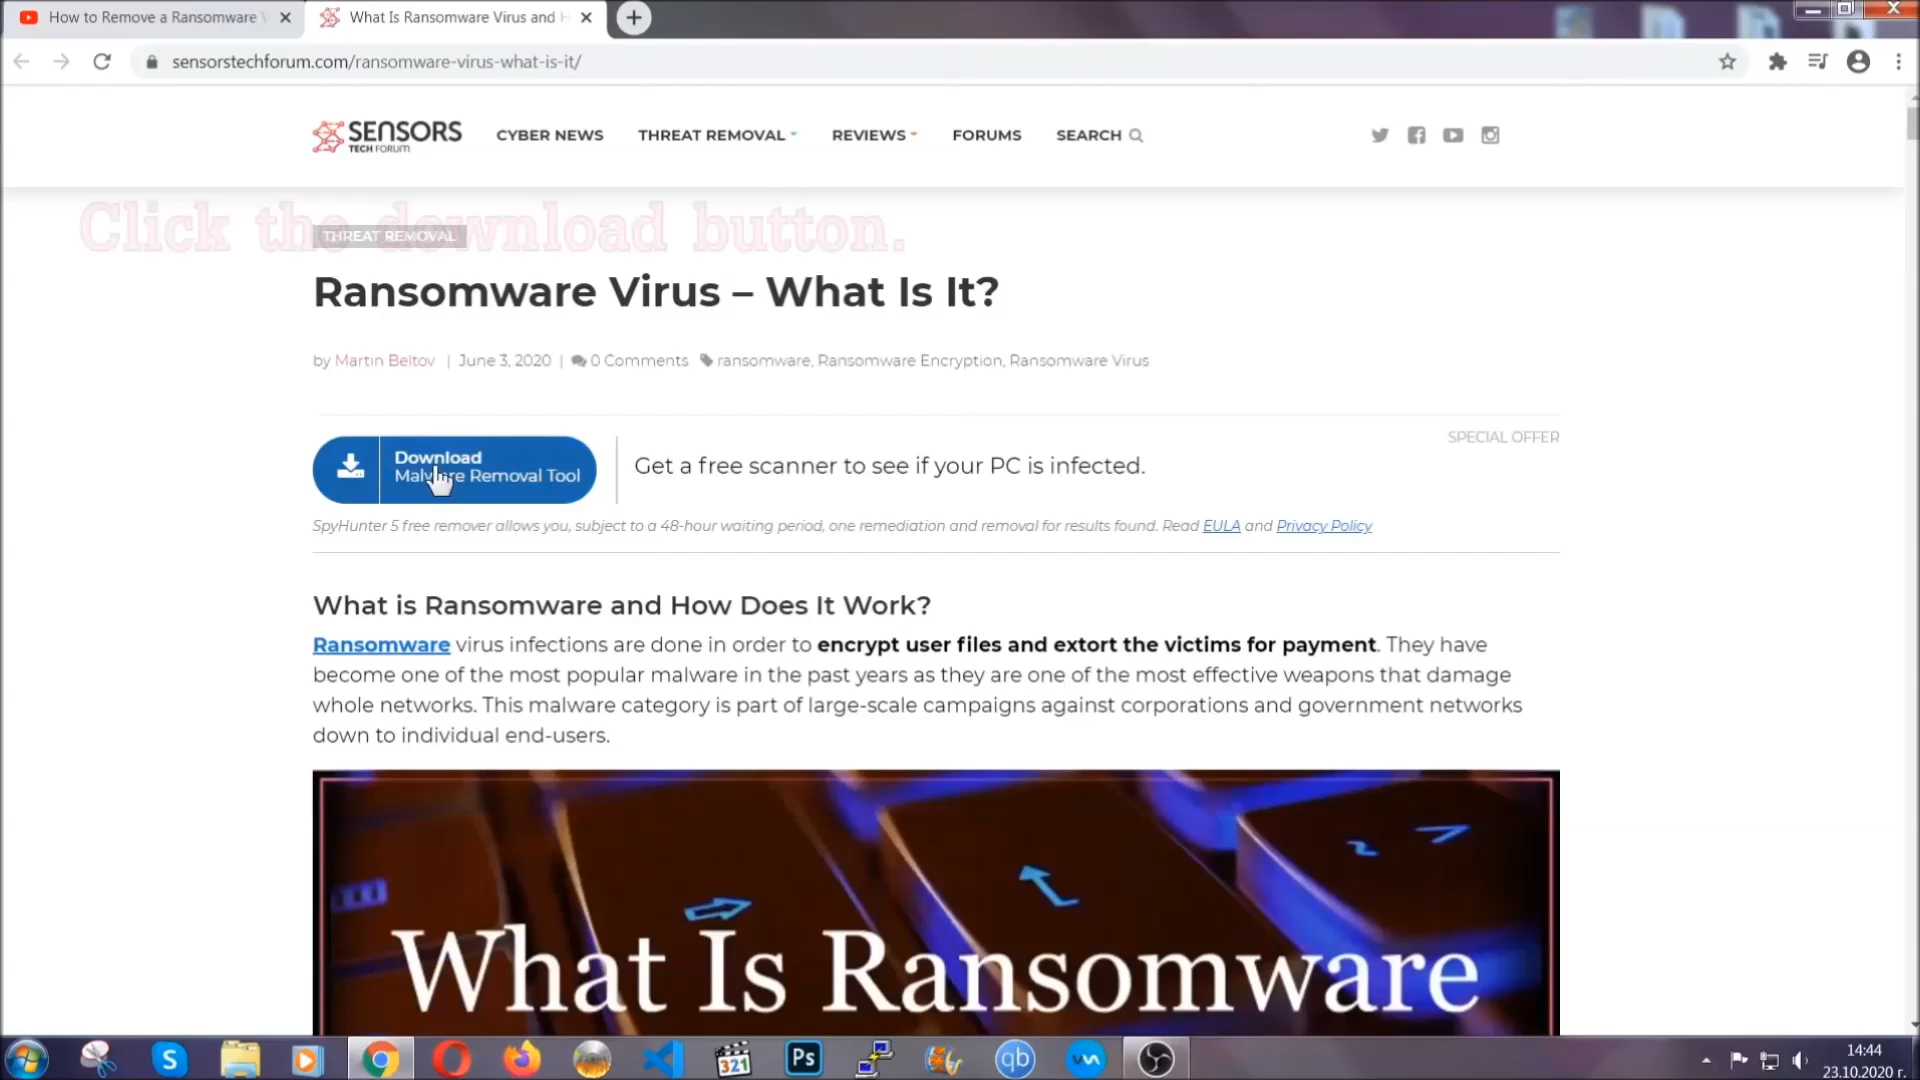 How to Remove a Ransomware V
What Is Ransomware Virus and H
sensorstechforum.com/ransomware-virus-what-is-it/
SENSORS
TECH FORUM
CYBER NEWS
THREAT REMOVAL
REVIEWS
FORUMS
SEARCH
Click the download button.
THREAT REMOVAL
Ransomware Virus – What Is It?
by Martin Beltov | June 3, 2020 | 0 Comments ransomware, Ransomware Encryption, Ransomware Virus
SPECIAL OFFER
Download
Malware Removal Tool
Get a free scanner to see if your PC is infected.
SpyHunter 5 free remover allows you, subject to a 48-hour waiting period, one remediation and removal for results found. Read EULA and Privacy Policy
What is Ransomware and How Does It Work?
Ransomware virus infections are done in order to encrypt user files and extort the victims for payment. They have
become one of the most popular malware in the past years as they are one of the most effective weapons that damage
whole networks. This malware category is part of large-scale campaigns against corporations and government networks
down to individual end-users.
What Is Ransomware
S
321
Ps
qb
14:44
23.10.2020 г.